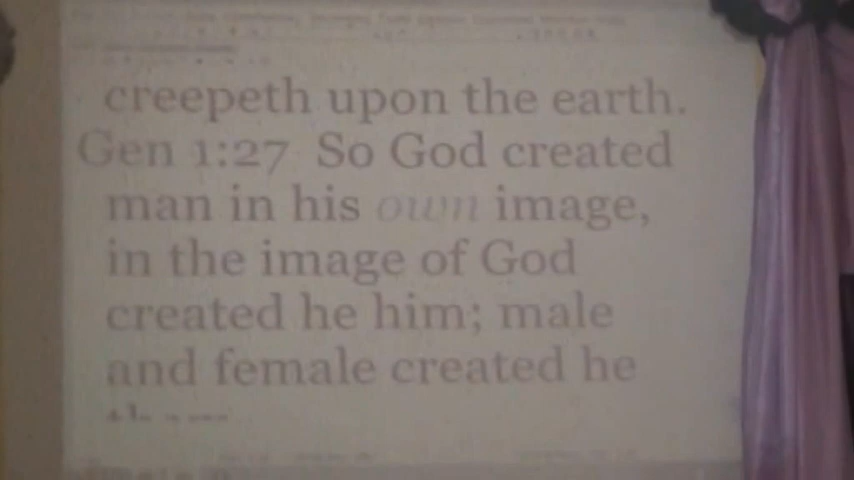 creepeth upon the earth.
Gen 1:27 So God created
man in his own image,
in the image of God
created he him; male
and female created he